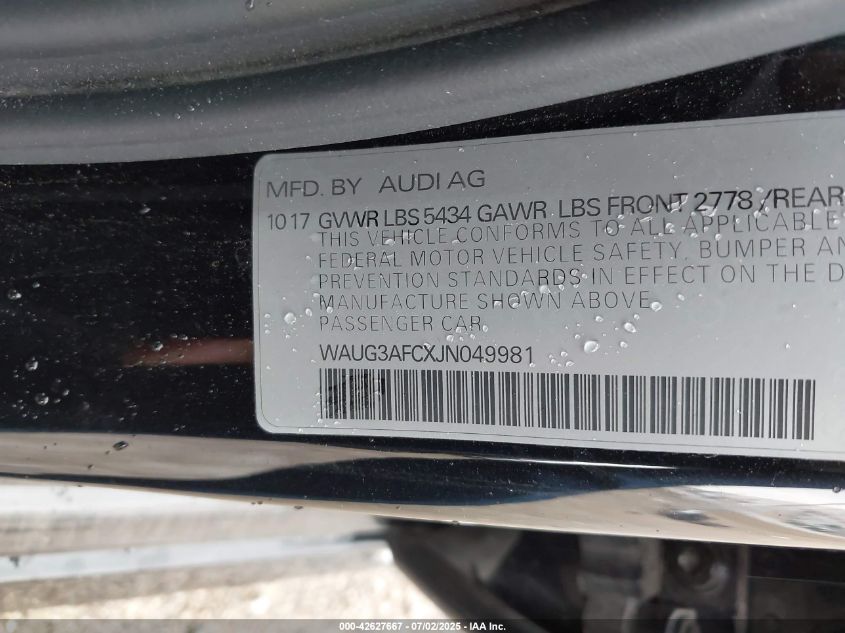 MFD. BY AUDI AG
10 17 GVWR LBS 5434 GAWR LBS FRONT 2778 /REAR
THIS VEHICLE CONFORMS TO ALL APPLICABLE
FEDERAL MOTOR VEHICLE SAFETY, BUMPER AN
PREVENTION STANDARDS IN EFFECT ON THE D
MANUFACTURE SHOWN ABOVE.
PASSENGER CAR
WAUG3AFCXJN049981
000-42627667 - 07/02/2025 - © IAA Inc.